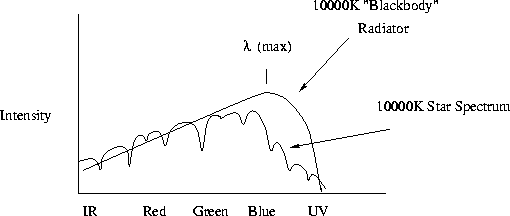 10000K "Blackbody"
Radiator
λ (max)
10000K Star Spectrum
Intensity
IR Red Green Blue UV